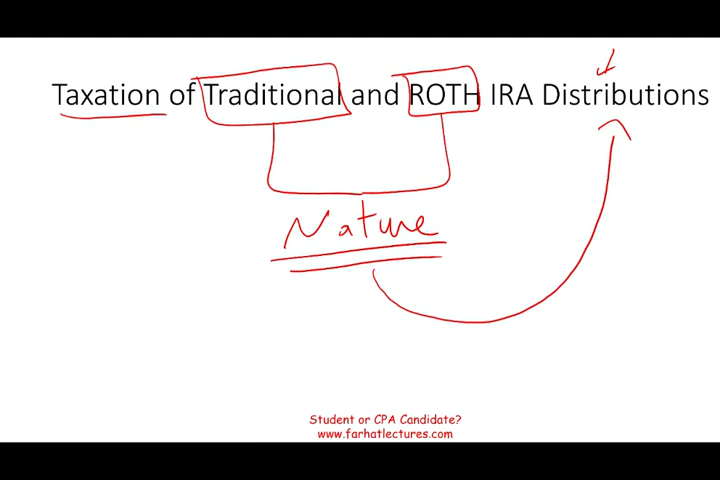 Taxation of Traditional and ROTH IRA Distributions
Nature
Student or CPA Candidate?
www.farhatlectures.com